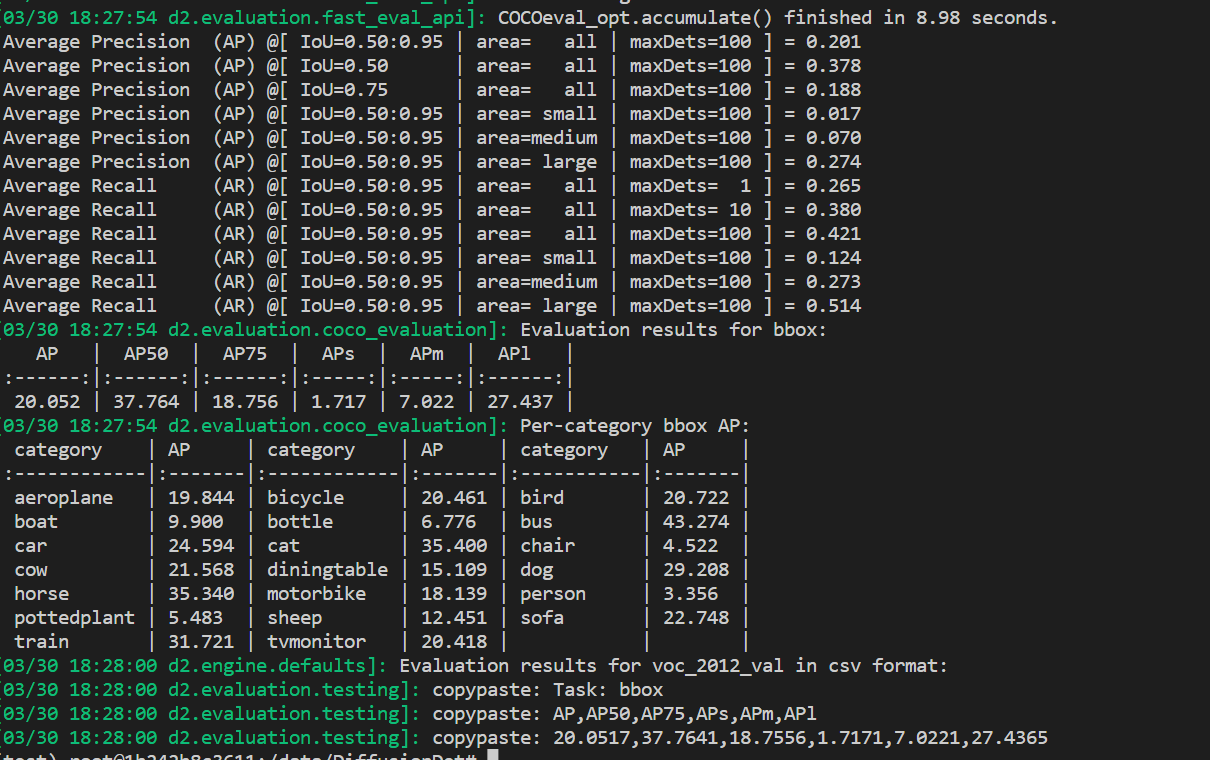 [03/30 18:27:54 d2.evaluation.fast_eval_api]: COCOeval_opt.accumulate() finished in 8.98 seconds.
Average Precision  (AP) @[ IoU=0.50:0.95 | area=   all | maxDets=100 ] = 0.201
Average Precision  (AP) @[ IoU=0.50      | area=   all | maxDets=100 ] = 0.378
Average Precision  (AP) @[ IoU=0.75      | area=   all | maxDets=100 ] = 0.188
Average Precision  (AP) @[ IoU=0.50:0.95 | area= small | maxDets=100 ] = 0.017
Average Precision  (AP) @[ IoU=0.50:0.95 | area=medium | maxDets=100 ] = 0.070
Average Precision  (AP) @[ IoU=0.50:0.95 | area= large | maxDets=100 ] = 0.274
Average Recall     (AR) @[ IoU=0.50:0.95 | area=   all | maxDets=  1 ] = 0.265
Average Recall     (AR) @[ IoU=0.50:0.95 | area=   all | maxDets= 10 ] = 0.380
Average Recall     (AR) @[ IoU=0.50:0.95 | area=   all | maxDets=100 ] = 0.421
Average Recall     (AR) @[ IoU=0.50:0.95 | area= small | maxDets=100 ] = 0.124
Average Recall     (AR) @[ IoU=0.50:0.95 | area=medium | maxDets=100 ] = 0.273
Average Recall     (AR) @[ IoU=0.50:0.95 | area= large | maxDets=100 ] = 0.514
[03/30 18:27:54 d2.evaluation.coco_evaluation]: Evaluation results for bbox:
   AP   |  AP50  |  AP75  |  APs  |  APm  |  APl   |
:------:|:------:|:------:|:-----:|:-----:|:------:|
 20.052 | 37.764 | 18.756 | 1.717 | 7.022 | 27.437 |
[03/30 18:27:54 d2.evaluation.coco_evaluation]: Per-category bbox AP:
 category    | AP     | category    | AP     | category   | AP     |
:------------|:-------|:------------|:-------|:-----------|:-------|
 aeroplane   | 19.844 | bicycle     | 20.461 | bird       | 20.722 |
 boat        | 9.900  | bottle      | 6.776  | bus        | 43.274 |
 car         | 24.594 | cat         | 35.400 | chair      | 4.522  |
 cow         | 21.568 | diningtable | 15.109 | dog        | 29.208 |
 horse       | 35.340 | motorbike   | 18.139 | person     | 3.356  |
 pottedplant | 5.483  | sheep       | 12.451 | sofa       | 22.748 |
 train       | 31.721 | tvmonitor   | 20.418 |            |        |
[03/30 18:28:00 d2.engine.defaults]: Evaluation results for voc_2012_val in csv format:
[03/30 18:28:00 d2.evaluation.testing]: copypaste: Task: bbox
[03/30 18:28:00 d2.evaluation.testing]: copypaste: AP,AP50,AP75,APs,APm,APl
[03/30 18:28:00 d2.evaluation.testing]: copypaste: 20.0517,37.7641,18.7556,1.7171,7.0221,27.4365